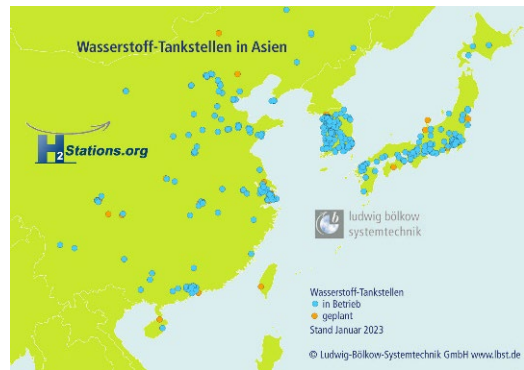 Wasserstoff-Tankstellen in Asien
H2Stations.org
ludwig bölkow
systemtechnik
Wasserstoff-Tankstellen
in Betrieb
geplant
Stand Januar 2023
© Ludwig-Bölkow-Systemtechnik GmbH www.lbst.de